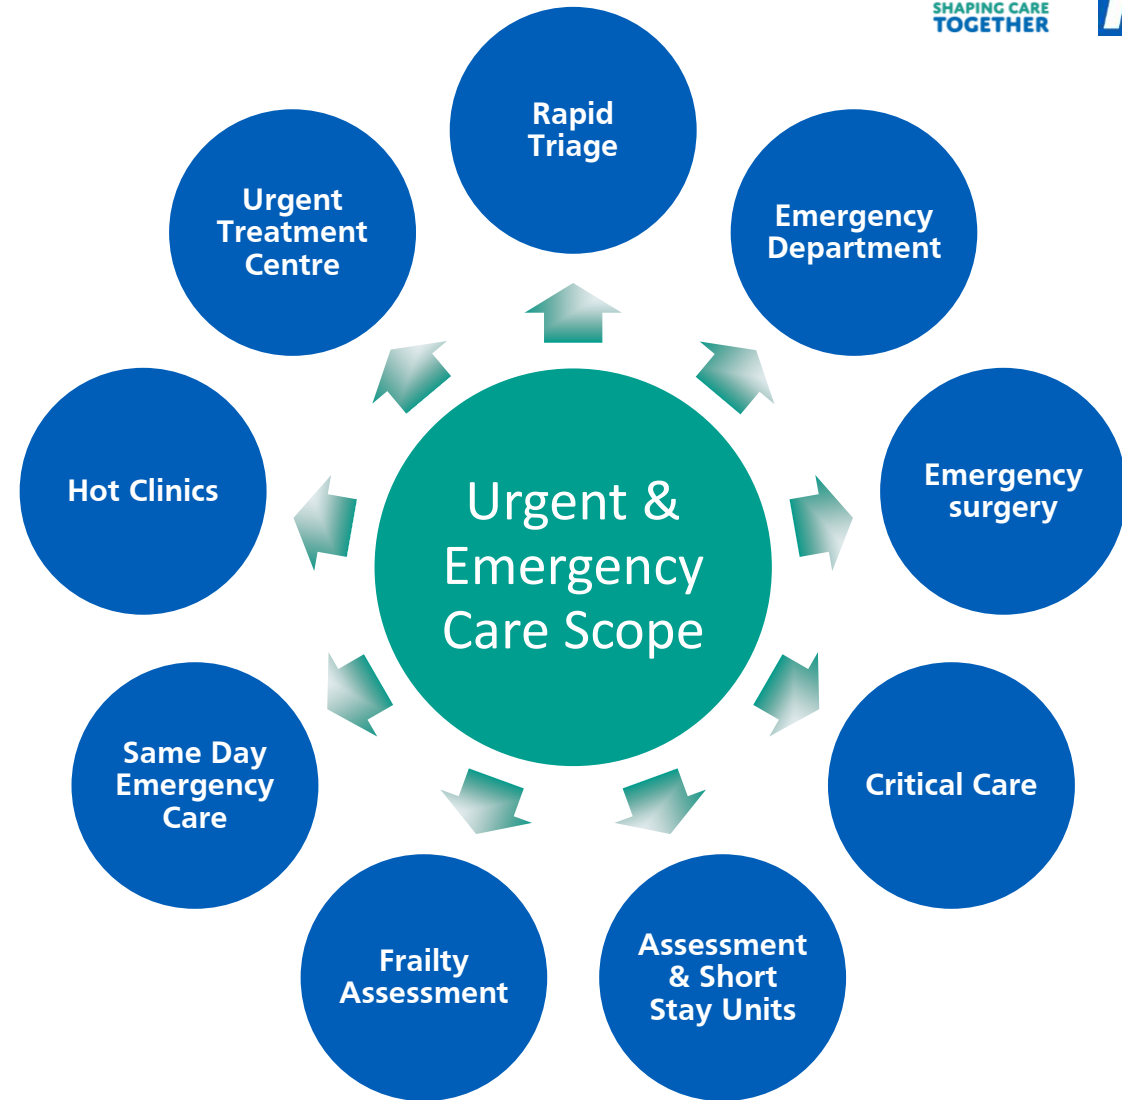 SHAPING CARE
TOGETHER
Rapid
Triage
Emergency
Department
Emergency
surgery
Critical Care
Assessment
& Short
Stay Units
Frailty
Assessment
Same Day
Emergency
Care
Hot Clinics
Urgent
Treatment
Centre
Urgent &
Emergency
Care Scope